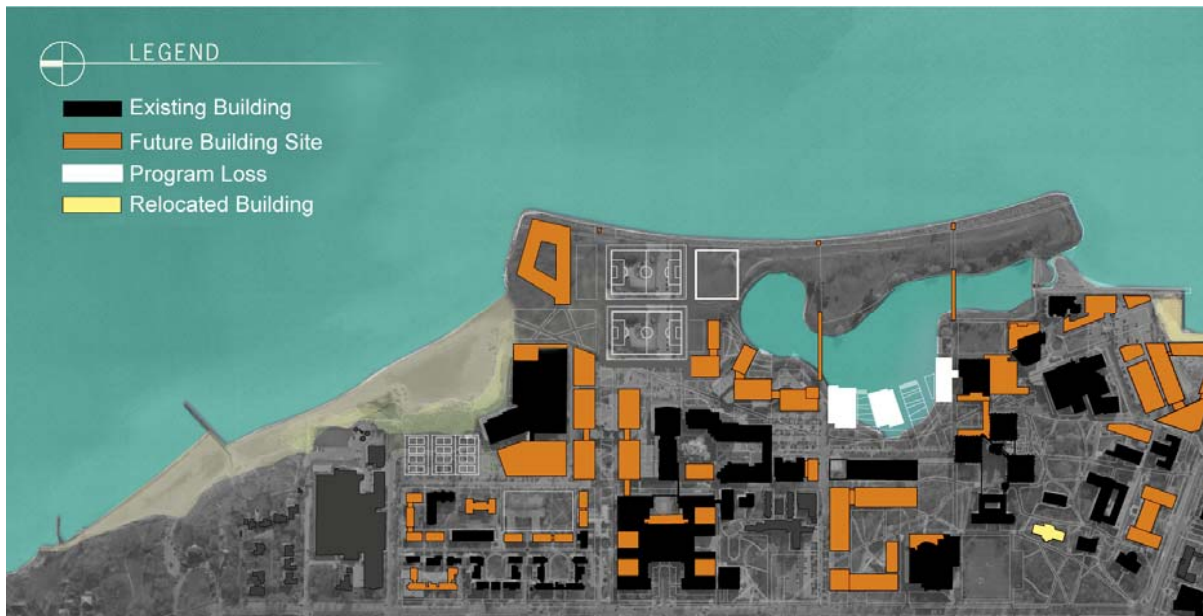 LEGEND
Existing Building
Future Building Site
Program Loss
Relocated Building